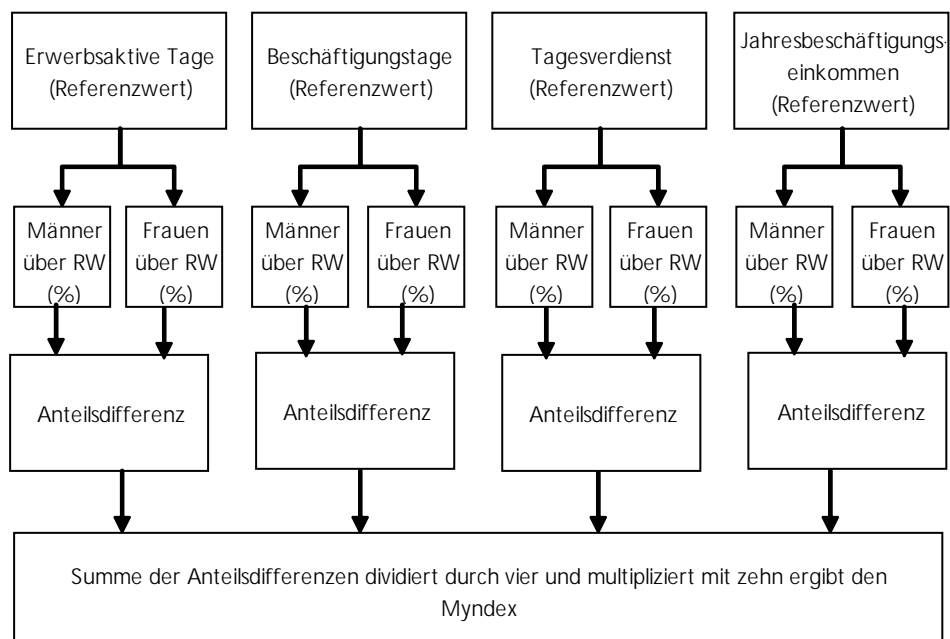 Erwerbsaktive Tage
(Referenzwert)
Beschäftigungstage
(Referenzwert)
Tagesverdienst
(Referenzwert)
Jahresbeschäftigungs-
einkommen
(Referenzwert)
Männer
über RW
(%)
Frauen
über RW
(%)
Männer
über RW
(%)
Frauen
über RW
(%)
Männer
über RW
(%)
Frauen
über RW
(%)
Männer
über RW
(%)
Frauen
über RW
(%)
Anteilsdifferenz
Anteilsdifferenz
Anteilsdifferenz
Anteilsdifferenz
Summe der Anteilsdifferenzen dividiert durch vier und multipliziert mit zehn ergibt den
Myndex